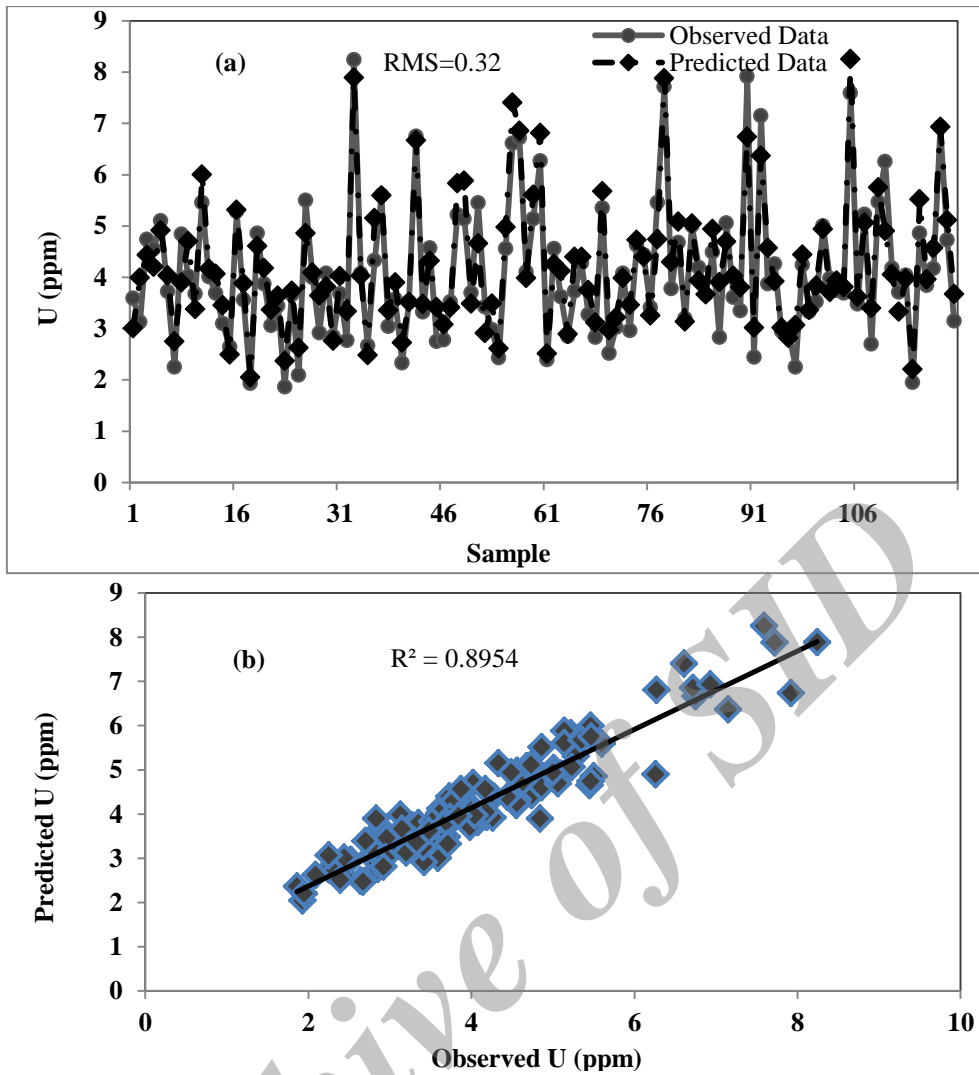 9
8
7
6
5
4
3
2
1
0
U (ppm)
(a)
RMS=0.32
Observed Data
Predicted Data
1 16 31 46 61 76 91 106
Sample
9
8
7
6
5
4
3
2
1
0
Predicted U (ppm)
(b)
R² = 0.8954
0 2 4 6 8 10
Observed U (ppm)
hive of SID